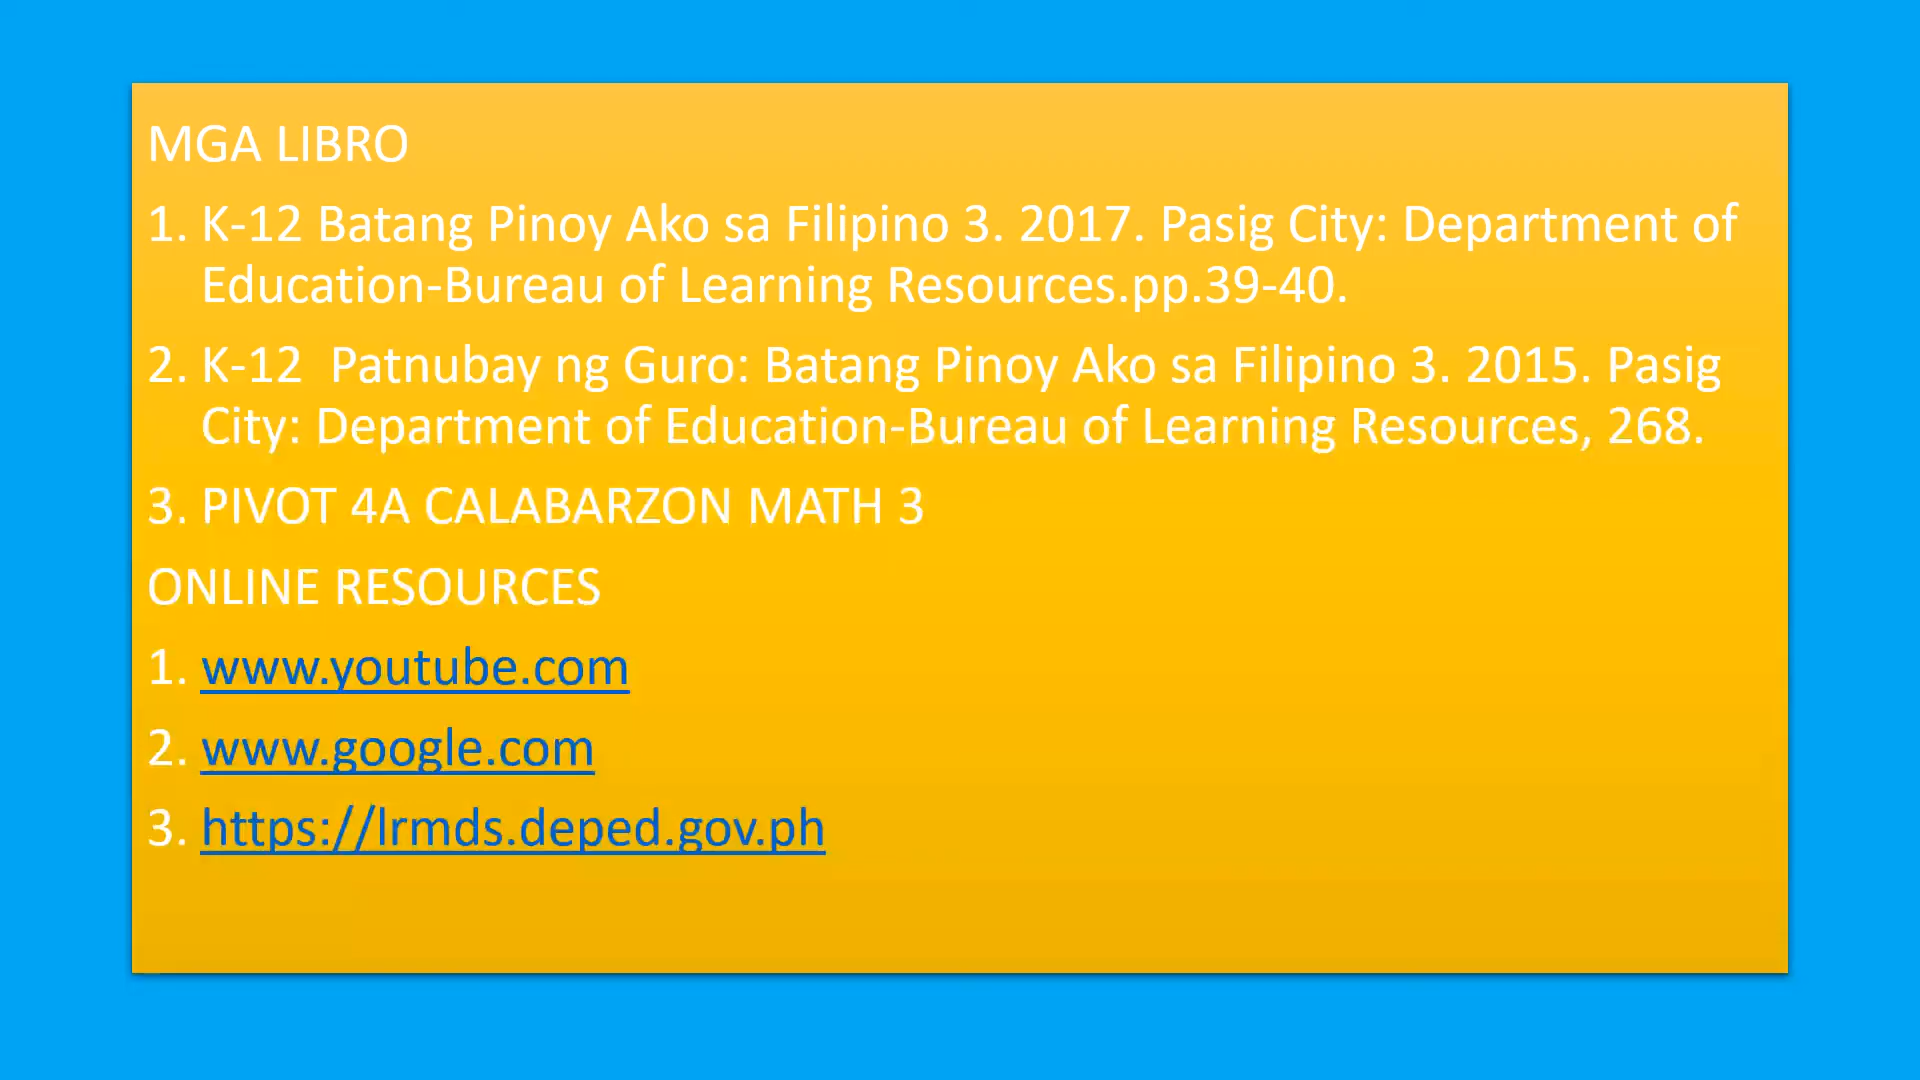 MGA LIBRO
1. K-12 Batang Pinoy Ako sa Filipino 3. 2017. Pasig City: Department of
Education-Bureau of Learning Resources.pp.39-40.
2. K-12  Patnubay ng Guro: Batang Pinoy Ako sa Filipino 3. 2015. Pasig
City: Department of Education-Bureau of Learning Resources, 268.
3. PIVOT 4A CALABARZON MATH 3
ONLINE RESOURCES
1. www.youtube.com
2. www.google.com
3. https://lrmds.deped.gov.ph